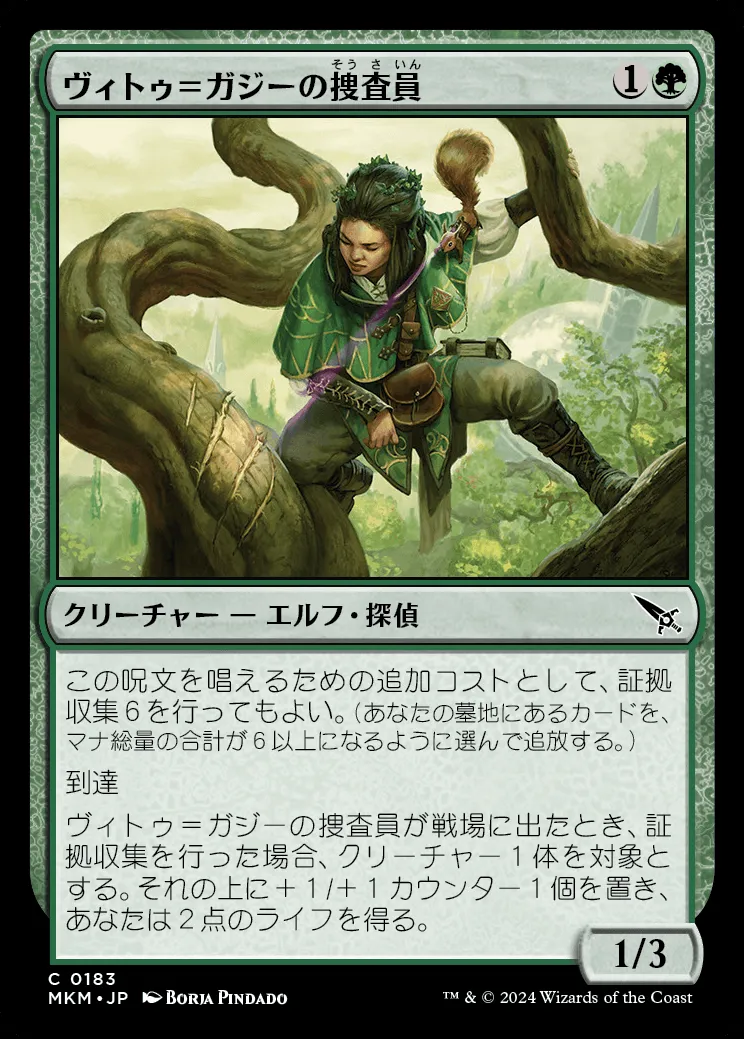 そうさいん
ヴィトゥ=ガジーの捜査員 1
クリーチャー — エルフ・探偵
この呪文を唱えるための追加コストとして、証拠
収集6を行ってもよい。(あなたの墓地にあるカードを、
マナ総量の合計が6以上になるように選んで追放する。)
到達
ヴィトゥ=ガジーの捜査員が戦場に出たとき、証
拠収集を行った場合、クリーチャー1体を対象と
する。それの上に+1/+1カウンター1個を置き、
あなたは2点のライフを得る。
1/3
C 0183
MKM・JP Borja Pindado ™ & © 2024 Wizards of the Coast